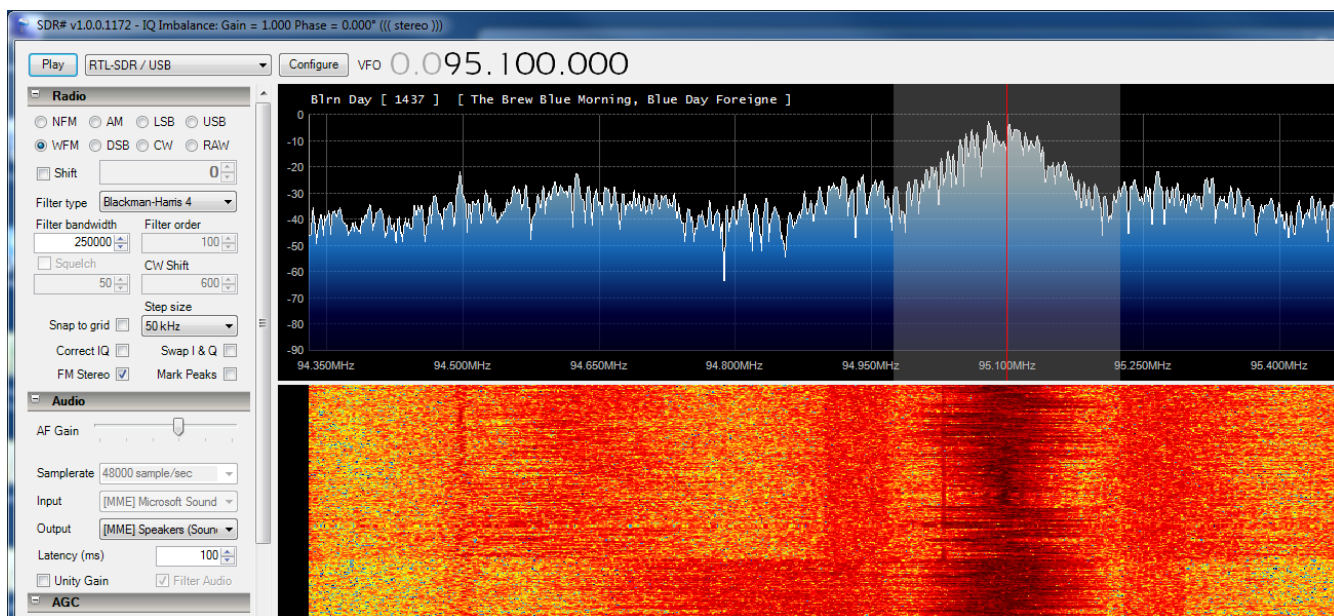 SDR# v1.0.0.1172 - IQ Imbalance: Gain = 1.000 Phase = 0.000° ((( stereo )))
Play RTL-SDR / USB Configure VFO 0.095.100.000
Radio
NFM AM LSB USB
WFM DSB CW RAW
Shift 0
Filter type Blackman-Harris 4
Filter bandwidth Filter order
250000 100
Squelch CW Shift
50 600
Step size
Snap to grid 50 kHz
Correct IQ Swap I & Q
FM Stereo Mark Peaks
Audio
AF Gain
Samplerate 48000 sample/sec
Input [MME] Microsoft Sound
Output [MME] Speakers (Soun
Latency (ms) 100
Unity Gain Filter Audio
AGC
Blrn Day [ 1437 ] [ The Brew Blue Morning, Blue Day Foreigne ]
0
-10
-20
-30
-40
-50
-60
-70
-80
-90
94.350MHz 94.500MHz 94.650MHz 94.800MHz 94.950MHz 95.100MHz 95.250MHz 95.400MHz